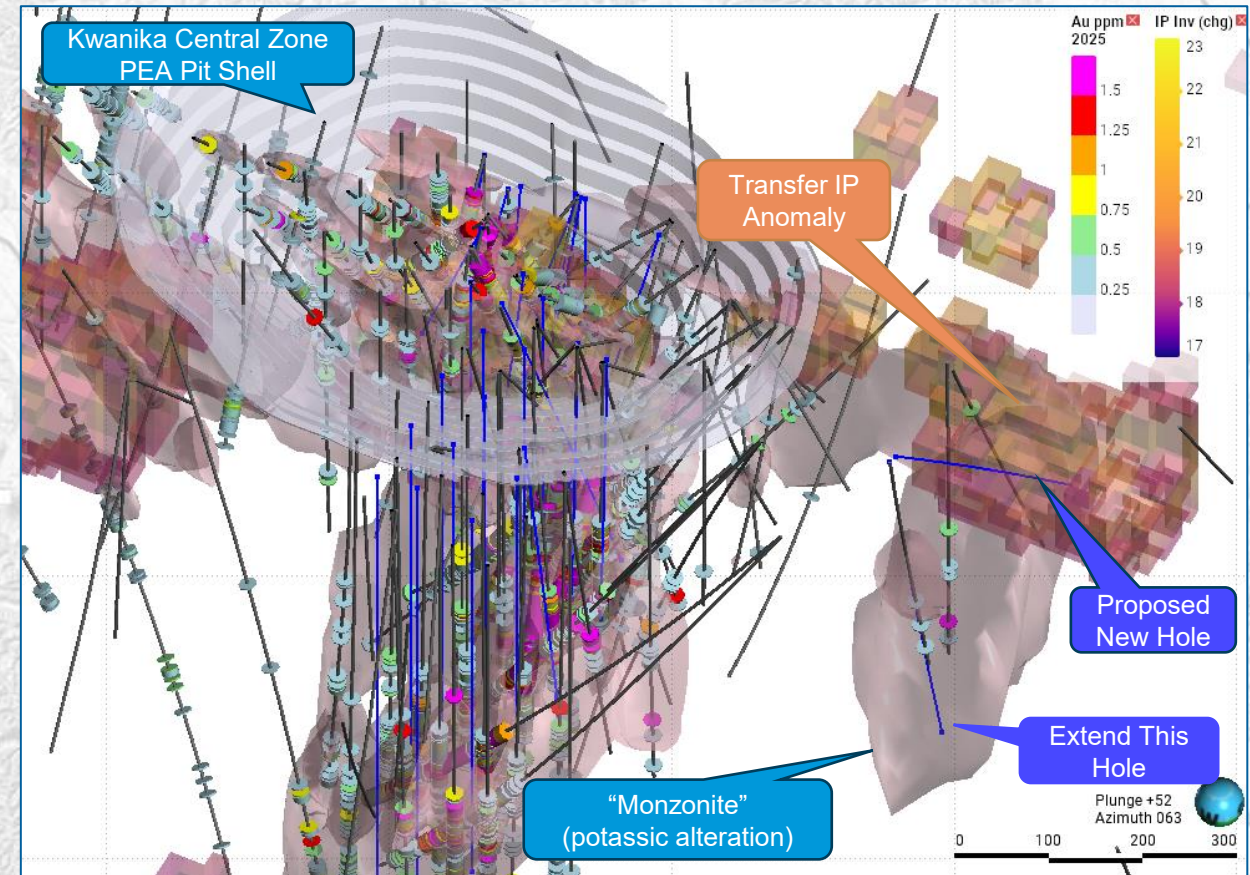 Kwanika Central Zone
PEA Pit Shell
Au ppm
2025
1.5
1.25
1
0.75
0.5
0.25
IP Inv (chg)
23
22
21
20
19
18
17
Transfer IP
Anomaly
Proposed
New Hole
Extend This
Hole
“Monzonite”
(potassic alteration)
Plunge +52
Azimuth 063
0 100 200 300